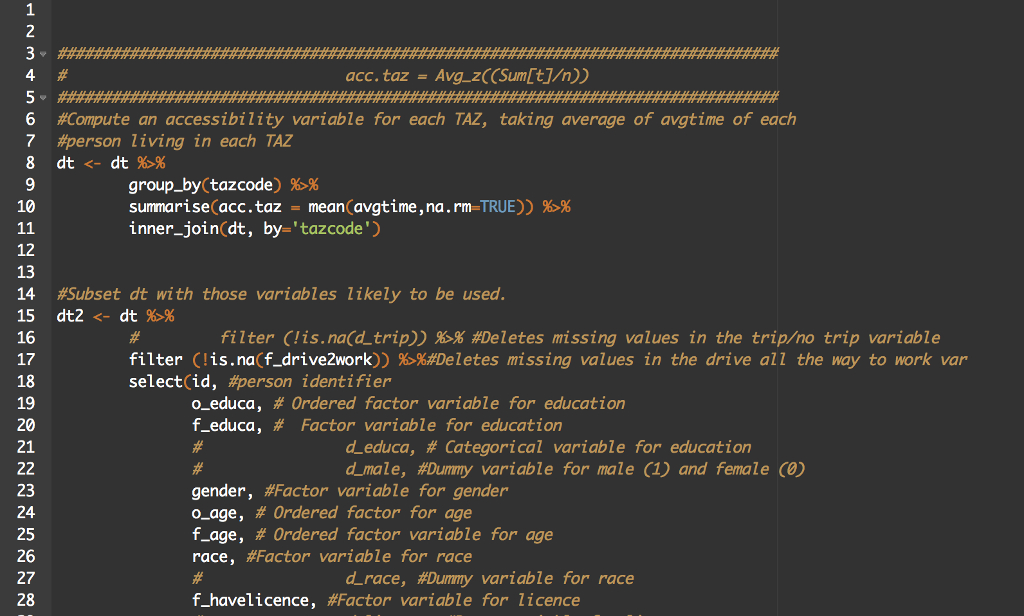 1
2
3 ################################################################################
4 # acc.taz = Avg_z((Sum[t]/n))
5 ################################################################################
6 #Compute an accessibility variable for each TAZ, taking average of avgtime of each
7 #person living in each TAZ
8 dt <- dt %>%
9 group_by(tazcode) %>%
10 summarise(acc.taz = mean(avgtime,na.rm=TRUE)) %>%
11 inner_join(dt, by='tazcode')
12
13
14 #Subset dt with those variables likely to be used.
15 dt2 <- dt %>%
16 # filter (!is.na(d_trip)) %>% #Deletes missing values in the trip/no trip variable
17 filter (!is.na(f_drive2work)) %>%#Deletes missing values in the drive all the way to work var
18 select(id, #person identifier
19 o_educa, # Ordered factor variable for education
20 f_educa, # Factor variable for education
21 # d_educa, # Categorical variable for education
22 # d_male, #Dummy variable for male (1) and female (0)
23 gender, #Factor variable for gender
24 o_age, # Ordered factor for age
25 f_age, # Ordered factor variable for age
26 race, #Factor variable for race
27 # d_race, #Dummy variable for race
28 f_havelicence, #Factor variable for licence